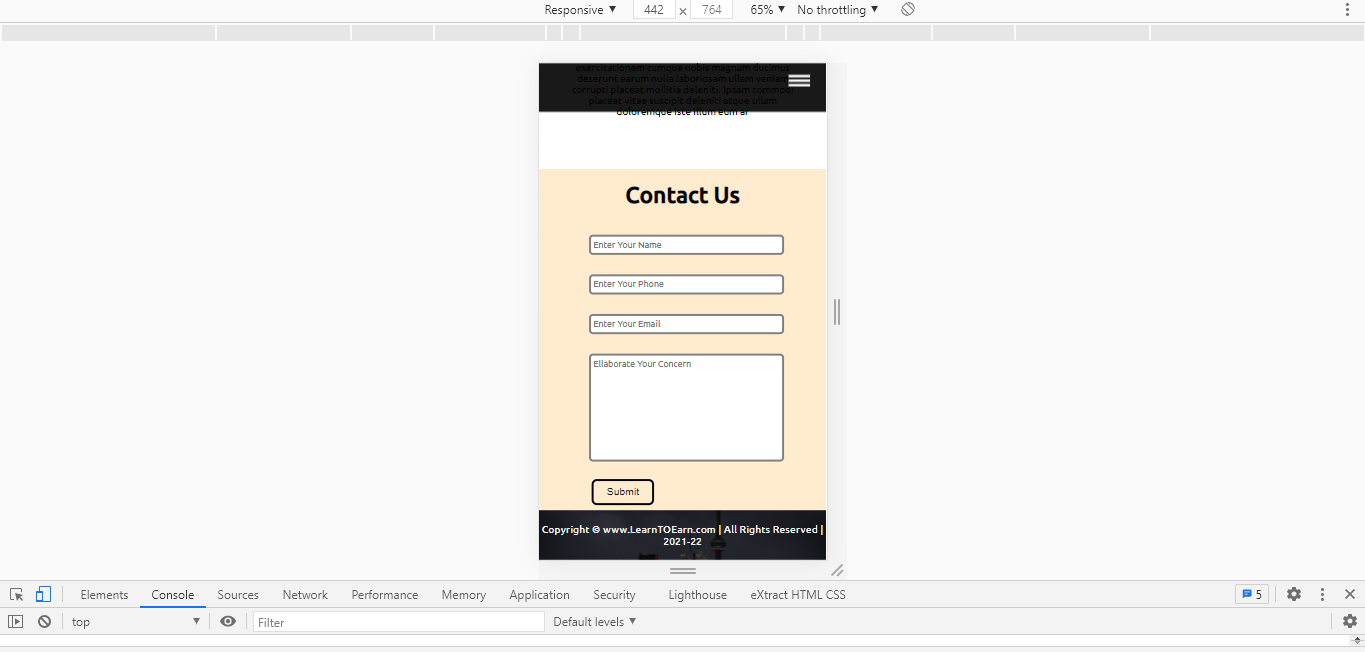 Responsive ▼ 442 × 764 65% ▼ No throttling ▼
exercitationem cumque nobis magnam ducimus
deserunt earum nulla laboriosam ullam veniam
corrupti placeat mollitia deleniti. Ipsam commodi
placeat vitae suscipit deleniti atque ullam
doloremque iste illum eum ar
Contact Us
Enter Your Name
Enter Your Phone
Enter Your Email
Ellaborate Your Concern
Submit
Copyright © www.LearnTOEarn.com | All Rights Reserved |
2021-22
Elements Console Sources Network Performance Memory Application Security Lighthouse eXtract HTML CSS 5
top ▼ Filter Default levels ▼